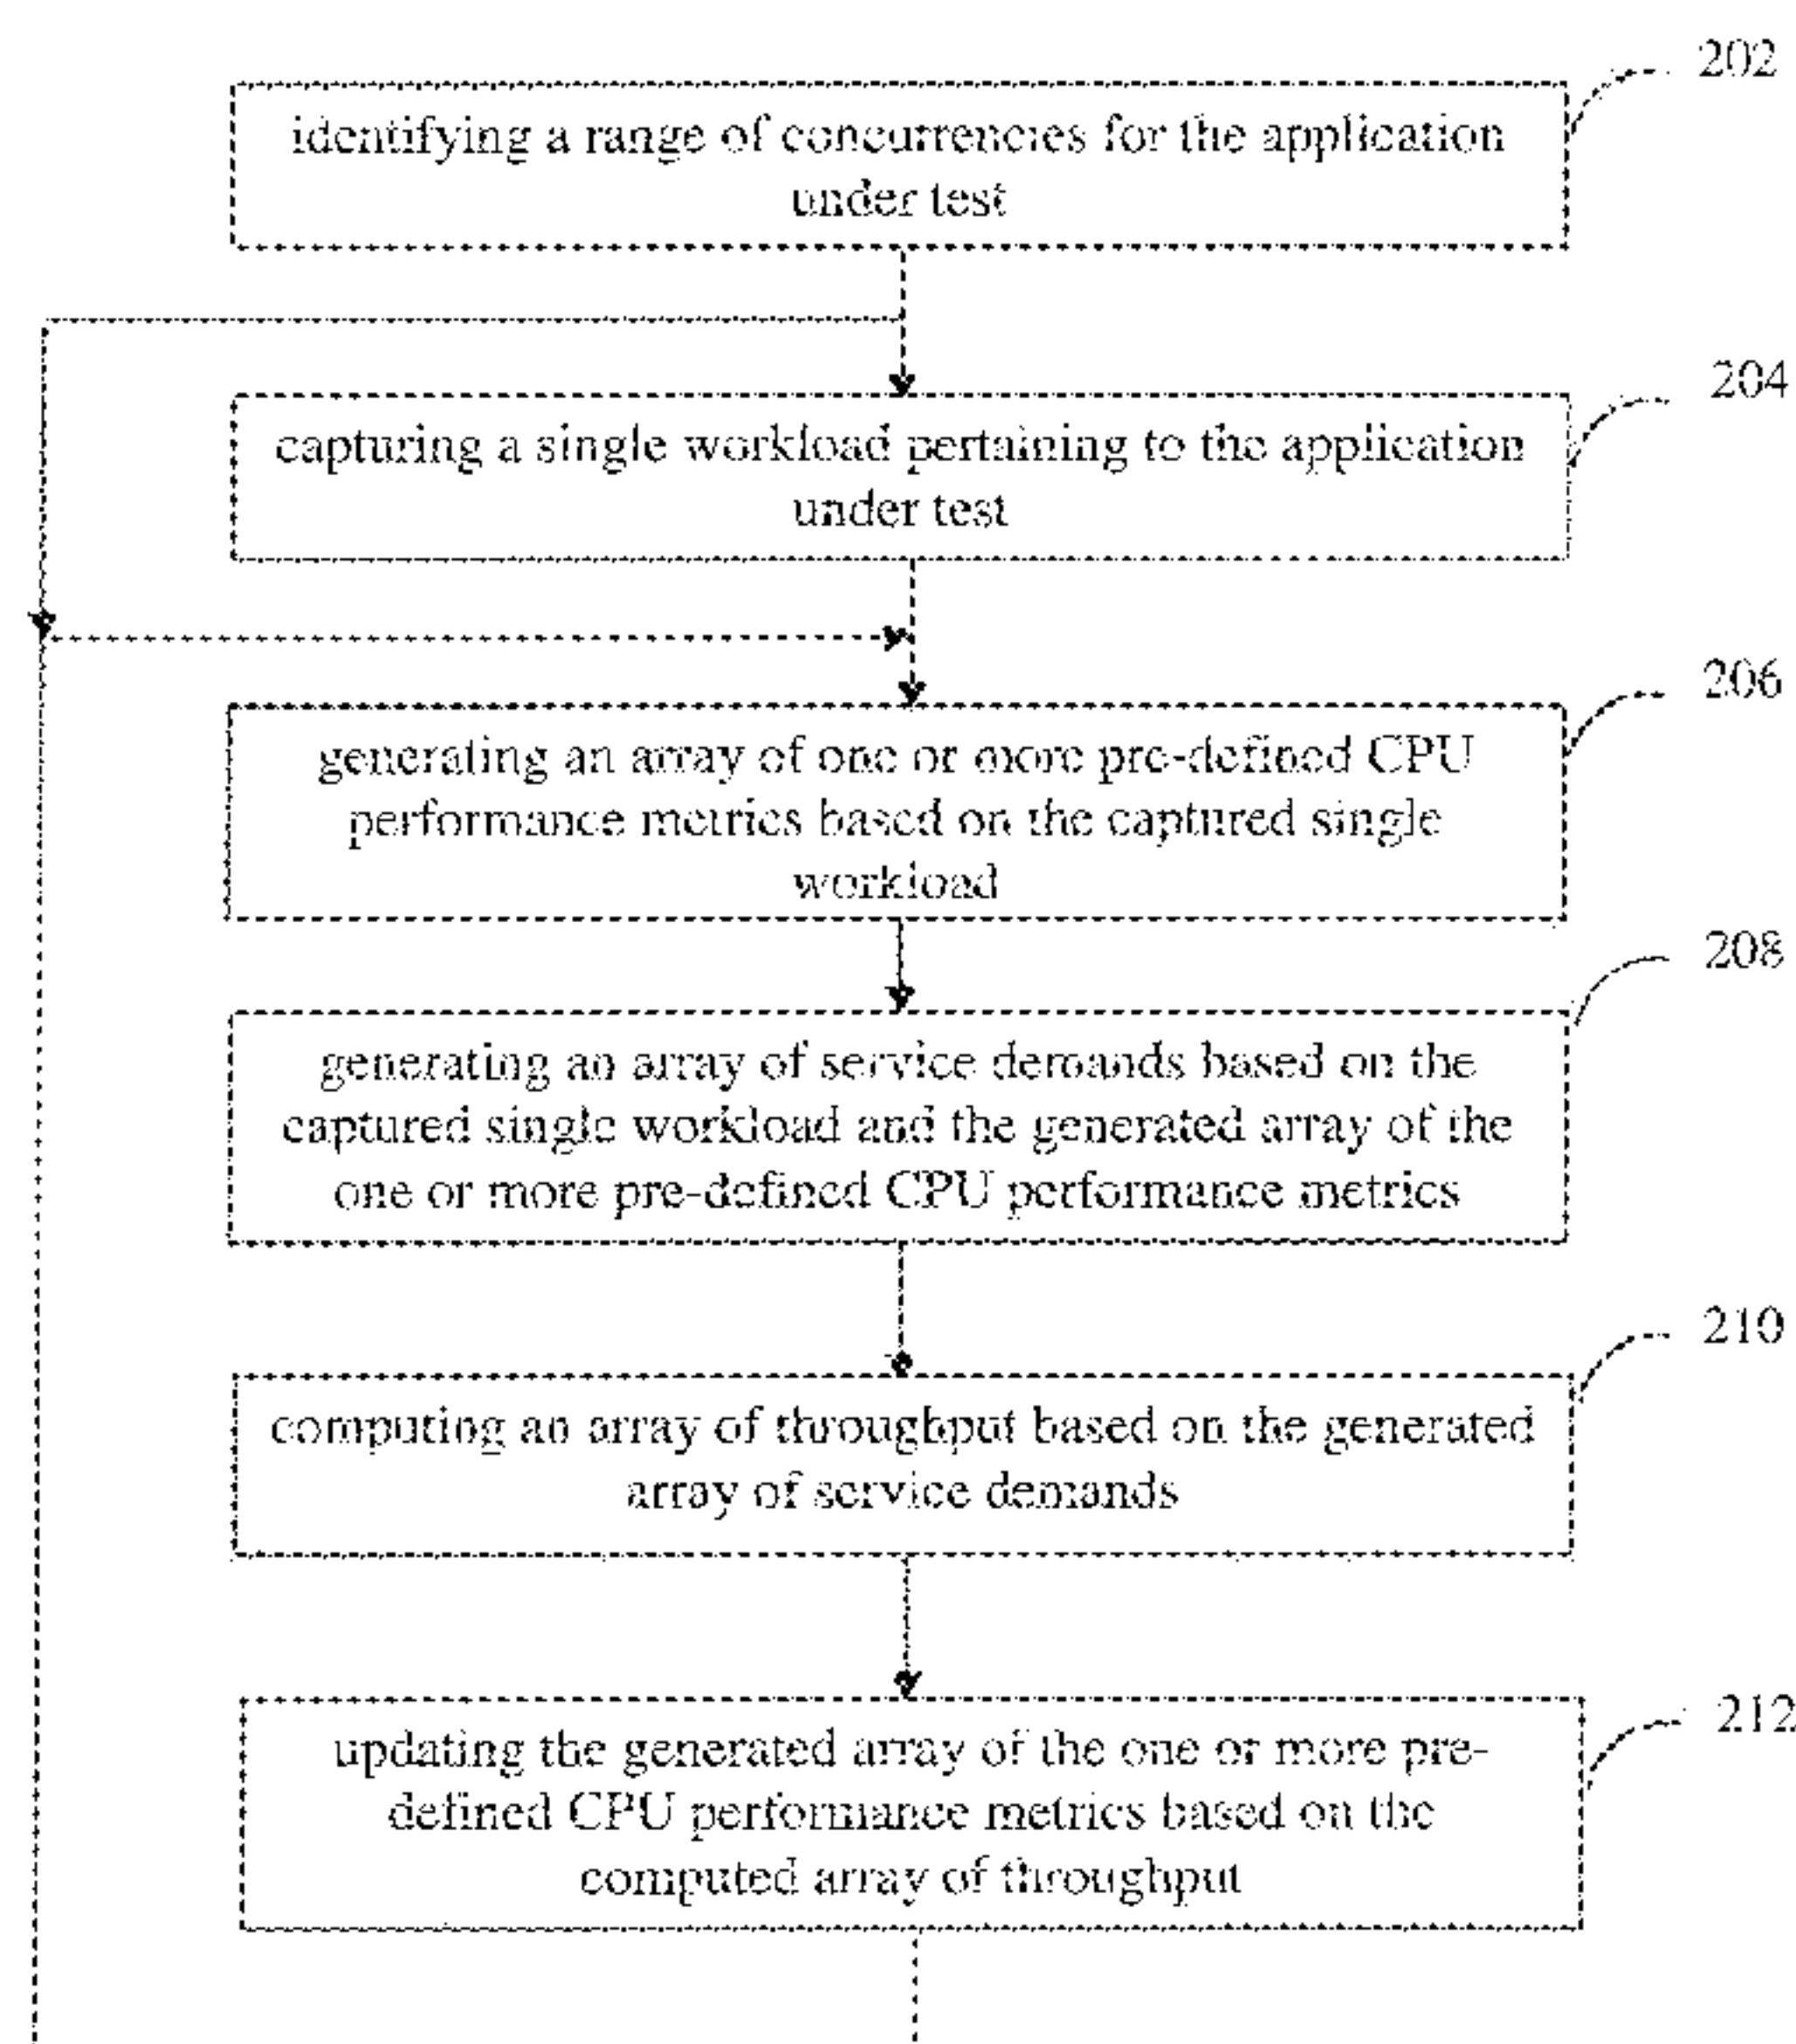 202
identifying a range of concurrencies for the application
under test
204
capturing a single workload pertaining to the application
under test
206
generating an array of one or more pre-defined CPU
performance metrics based on the captured single
workload
208
generating an array of service demands based on the
captured single workload and the generated array of the
one or more pre-defined CPU performance metrics
210
computing an array of throughput based on the generated
array of service demands
212
updating the generated array of the one or more pre-
defined CPU performance metrics based on the
computed array of throughput